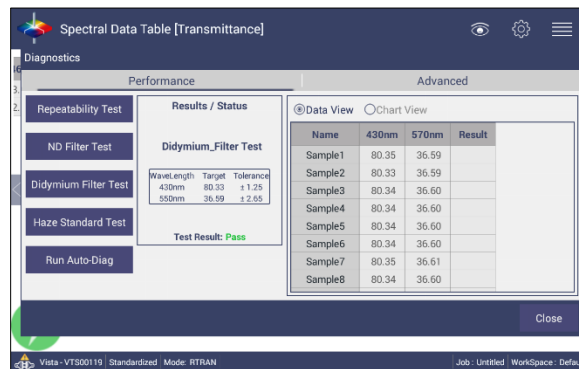 Spectral Data Table [Transmittance]
Diagnostics
Performance
Advanced
Repeatability Test
ND Filter Test
Didymium Filter Test
Haze Standard Test
Run Auto-Diag
Results / Status
Didymium_Filter Test
WaveLength Target Tolerance
430nm 80.33 ±1.25
550nm 36.59 ±2.65
Test Result: Pass
Data View Chart View
Name 430nm 570nm Result
Sample1 80.35 36.59
Sample2 80.33 36.59
Sample3 80.34 36.60
Sample4 80.34 36.60
Sample5 80.34 36.60
Sample6 80.34 36.60
Sample7 80.35 36.61
Sample8 80.34 36.60
Close
Vista - VTS00119 Standardized Mode: RTRAN
Job : Untitled WorkSpace : Defau